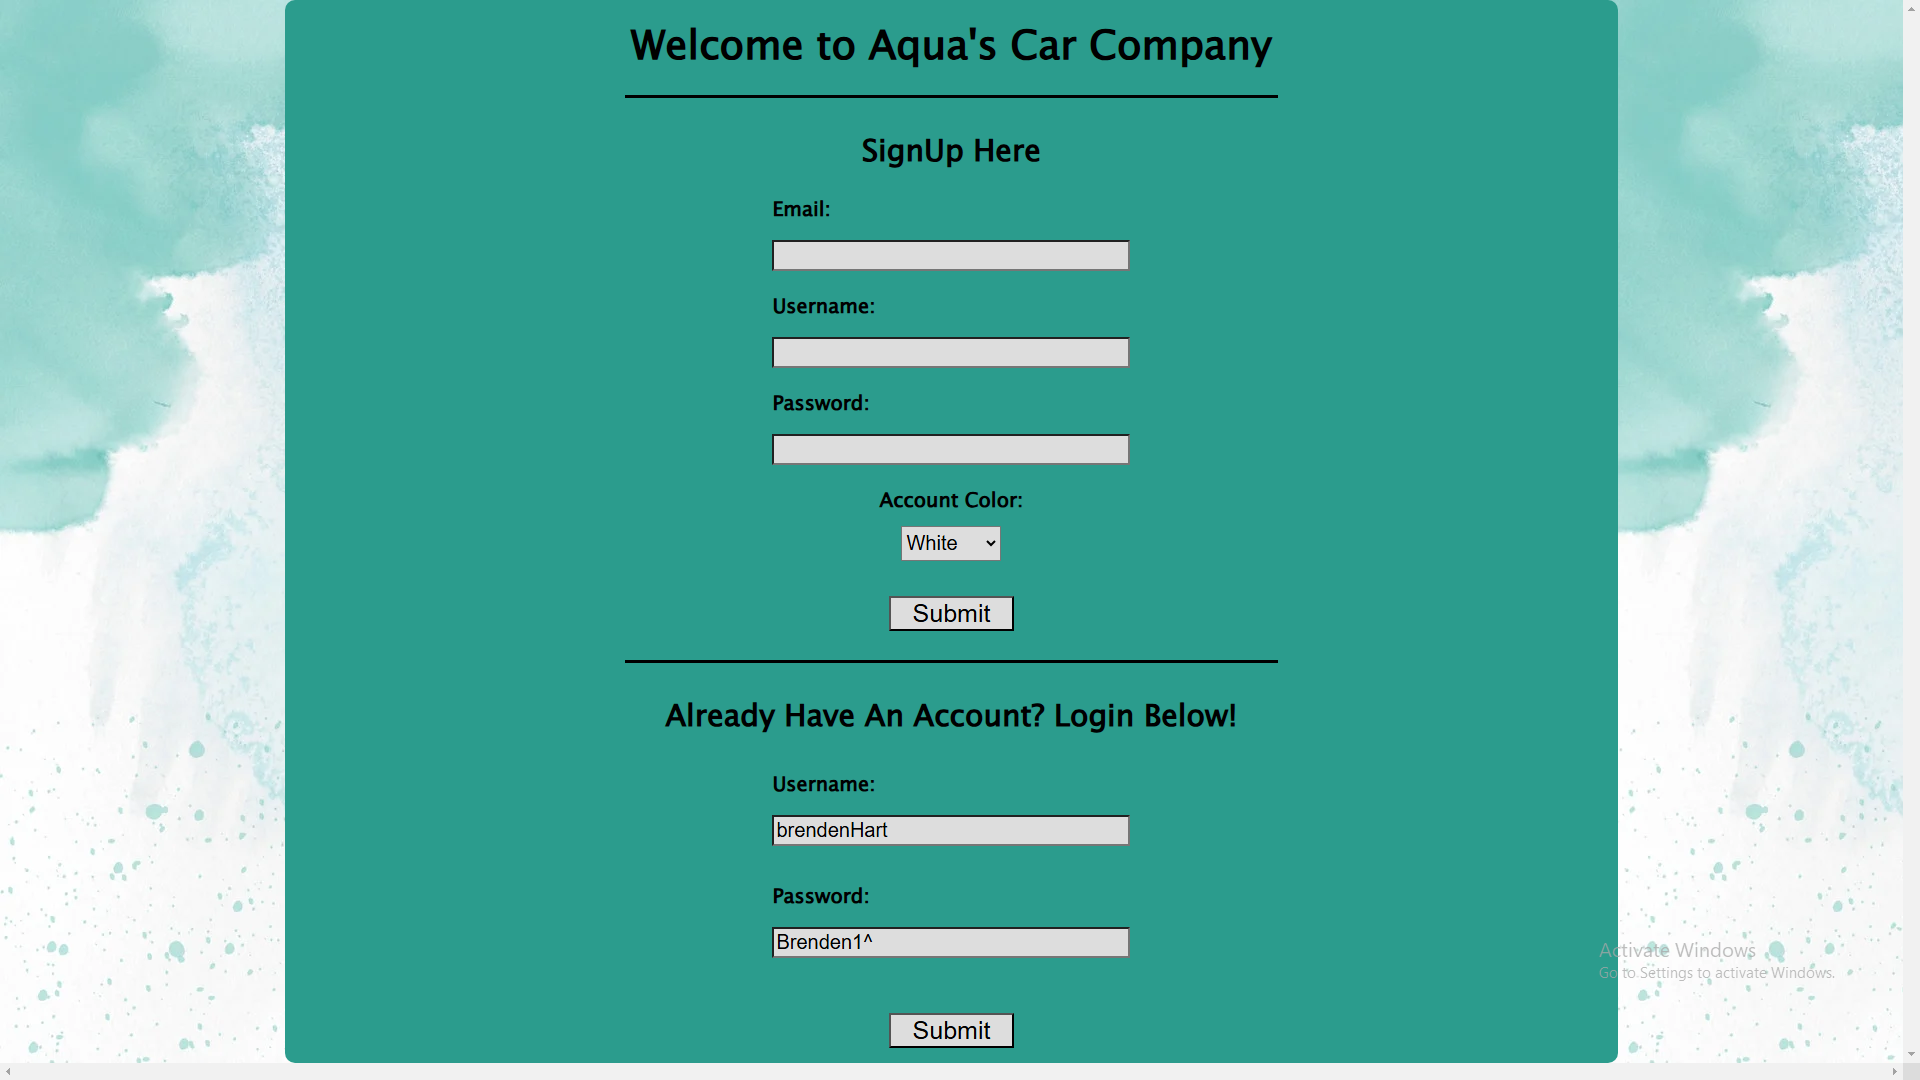 Welcome to Aqua's Car Company
SignUp Here
Email:
Username:
Password:
Account Color:
White
Submit
Already Have An Account? Login Below!
Username:
brendenHart
Password:
Brenden1^
Submit
Activate Windows
Go to Settings to activate Windows.